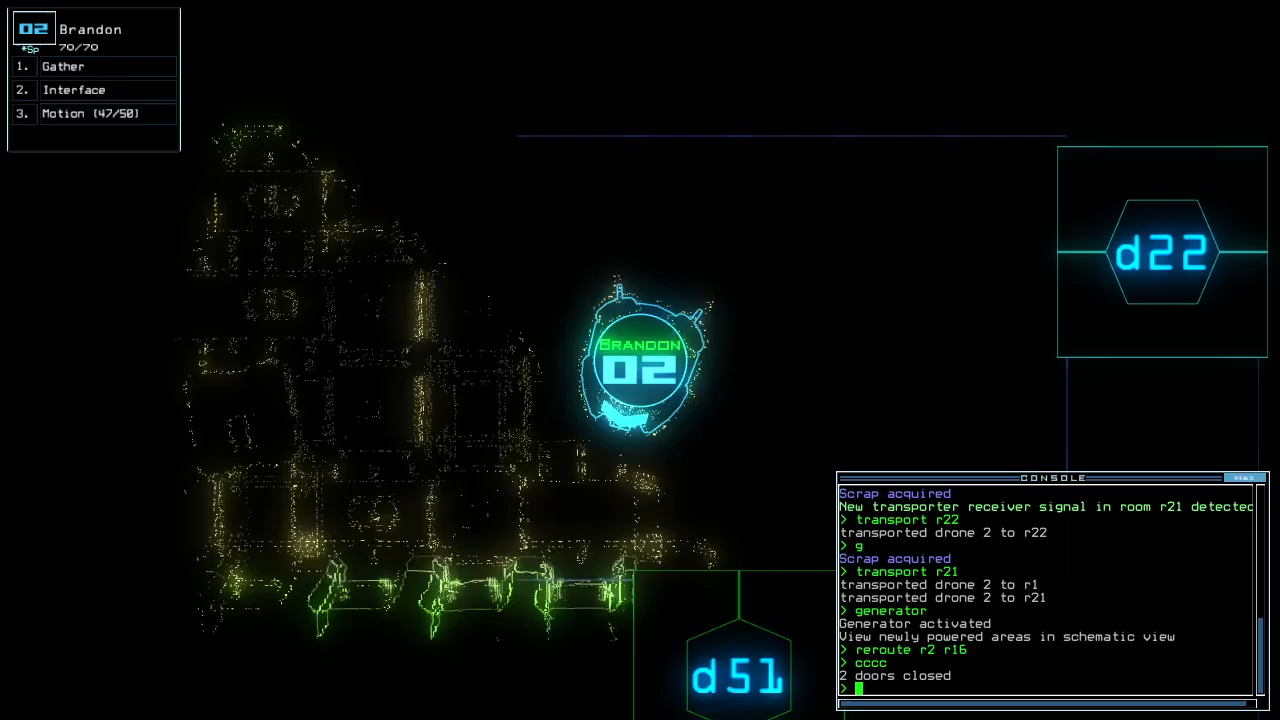 02 Brandon
*Sp 70/70
1. Gather
2. Interface
3. Motion (47/50)
d22
BRANDON
02
d51
CONSOLE
MAX
Scrap acquired
New transporter receiver signal in room r21 detected
> transport r22
transported drone 2 to r22
> g
Scrap acquired
> transport r21
transported drone 2 to r1
transported drone 2 to r21
> generator
Generator activated
View newly powered areas in schematic view
> reroute r2 r16
> cccc
2 doors closed
>